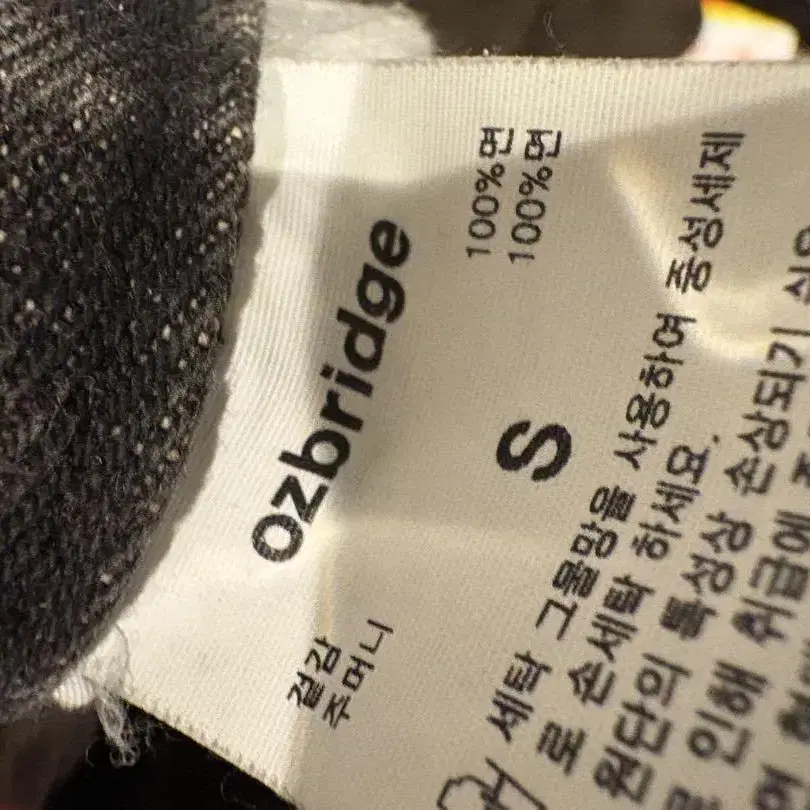 ozbridge
S
겉감 100%면
주머니 100%면
세탁 그물망을 사용하여 중성세제
로 손세탁 하세요.
원단의 특성상 손상되기 쉬우
로 인해 취급에